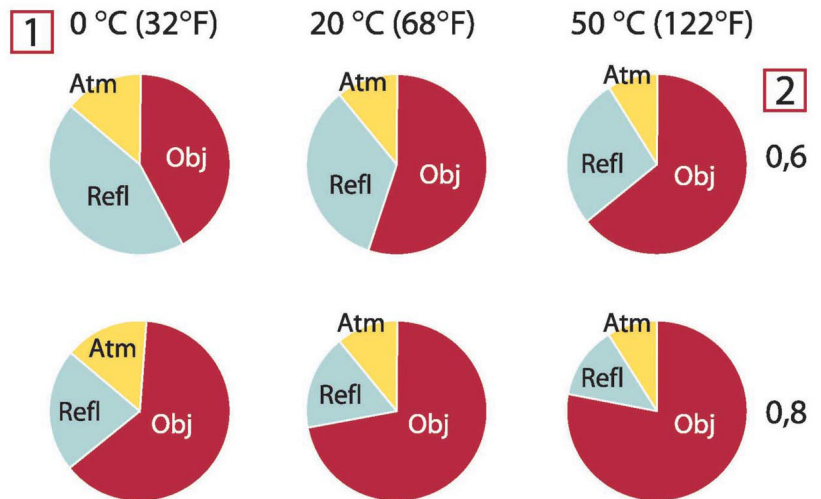 1 0 °C (32°F) 20 °C (68°F) 50 °C (122°F)
2
Atm Atm Atm
Obj Obj Obj
Refl Refl Refl
0,6
Atm Atm Atm
Refl Refl Refl
Obj Obj Obj
0,8